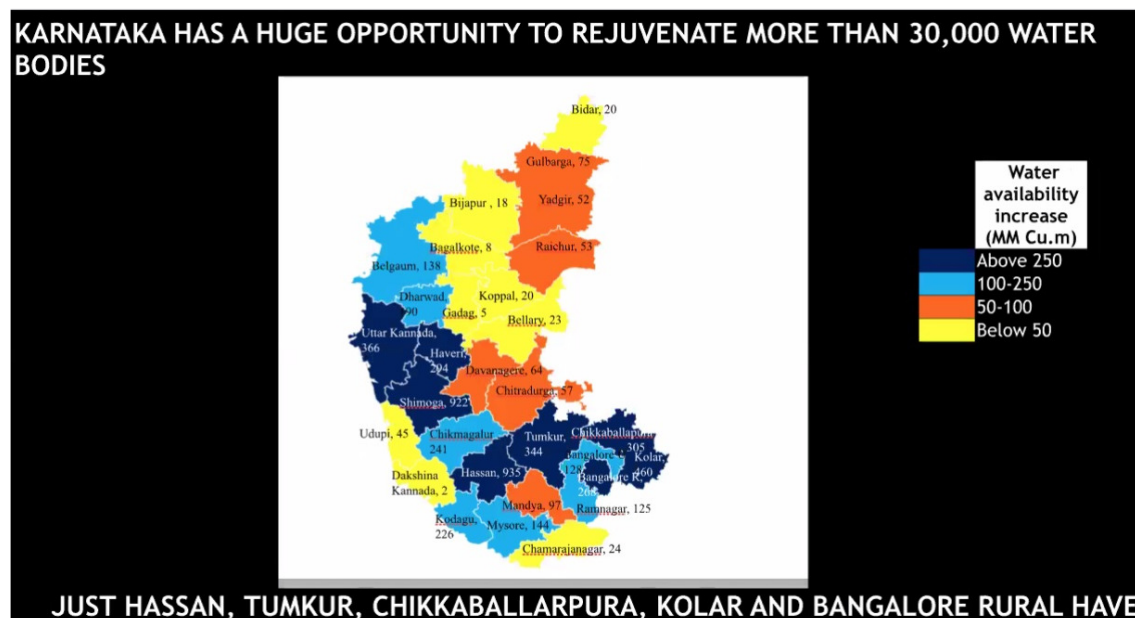 KARNATAKA HAS A HUGE OPPORTUNITY TO REJUVENATE MORE THAN 30,000 WATER
BODIES
Bidar, 20
Gulbarga, 75
Yadgir, 52
Bijapur , 18
Raichur, 53
Bagalkote, 8
Belgaum, 138
Koppal, 20
Dharwad,
Gadag, 5
Bellary, 23
Uttar Kannada,
366
Haveri,
Davanagere, 64
Chitradurga, 57
Shimoga, 922
Udupi, 45
Chikmagalur
241
Tumkur,
344
Chikkaballapura,
305
Bangalore
128
Kolar,
460
Hassan, 935
Bangalore R,
Dakshina
Kannada, 2
Mandya, 97
Ramnagar, 125
Kodagu,
226
Mysore, 144
Chamarajanagar, 24
Water
availability
increase
(MM Cu.m)
Above 250
100-250
50-100
Below 50
JUST HASSAN, TUMKUR, CHIKKABALLARPURA, KOLAR AND BANGALORE RURAL HAVE